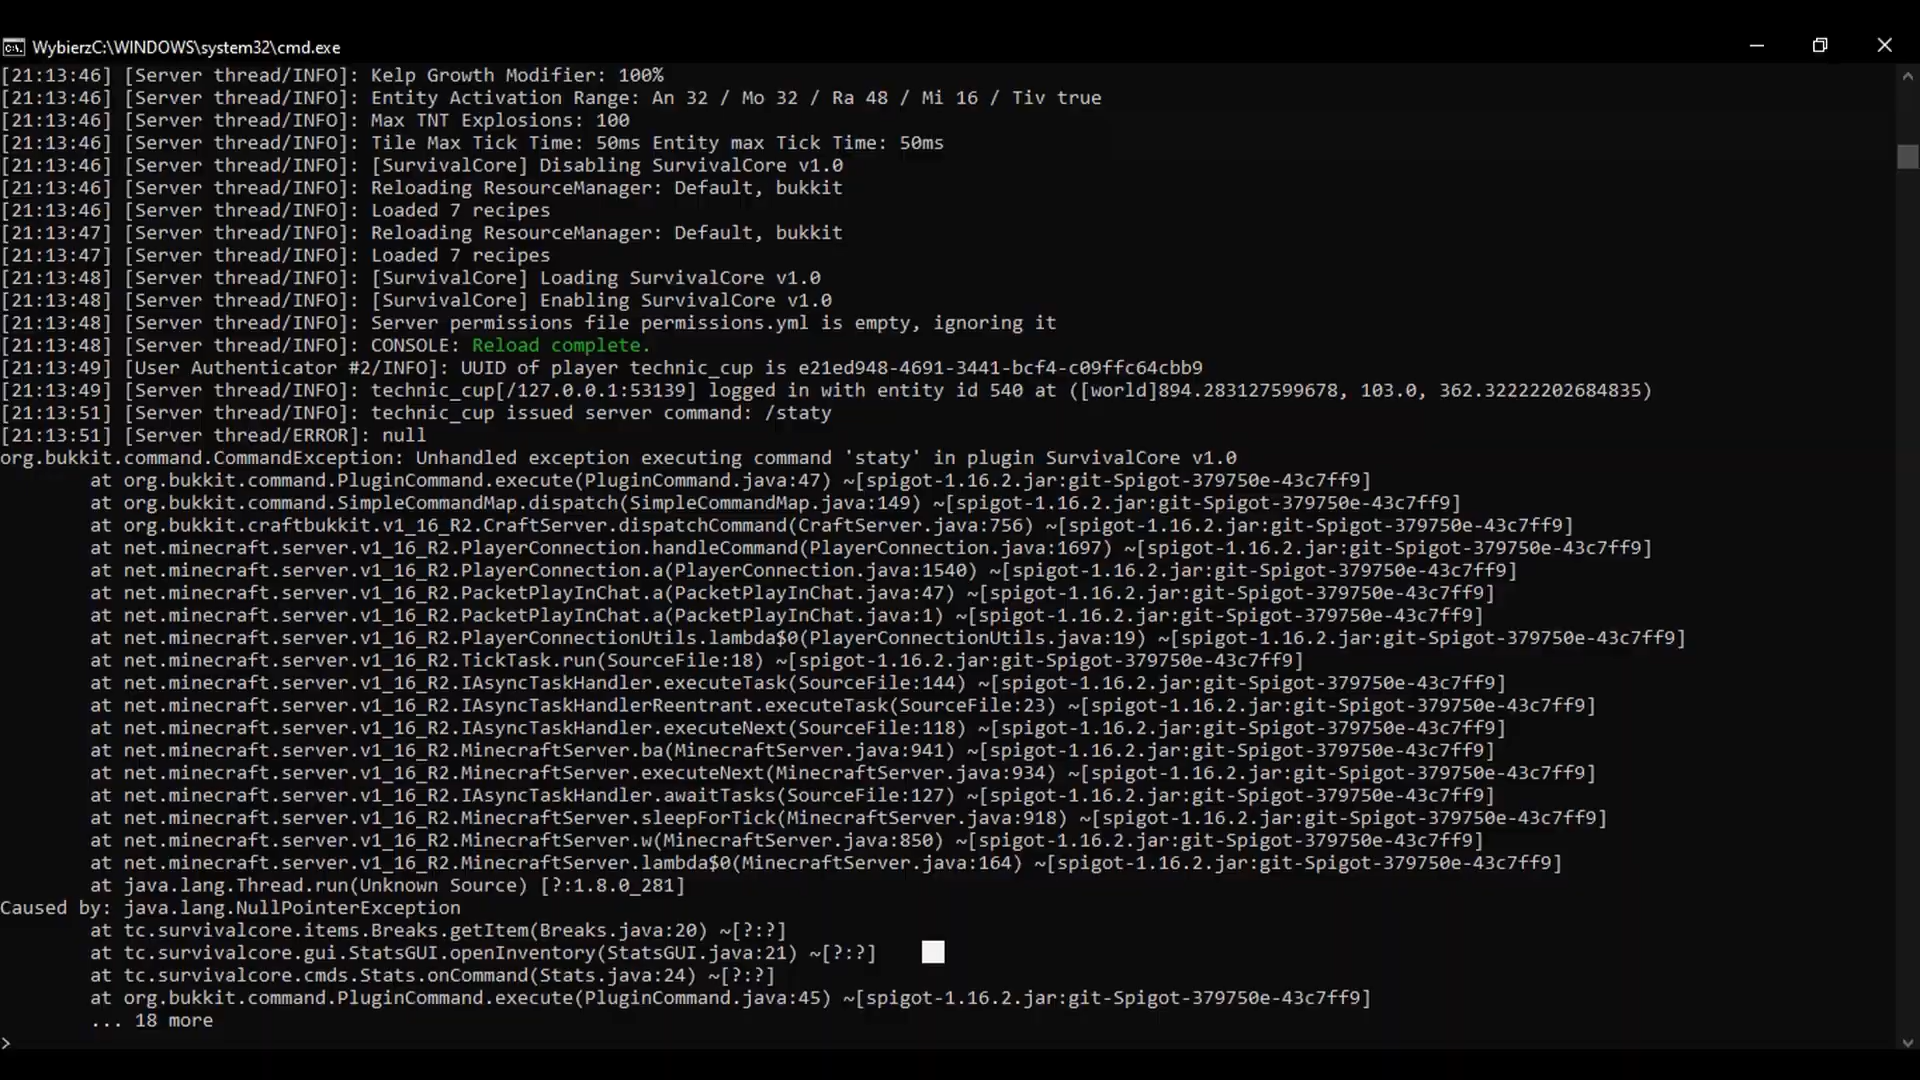 WybierzC:\WINDOWS\system32\cmd.exe
[21:13:46] [Server thread/INFO]: Kelp Growth Modifier: 100%
[21:13:46] [Server thread/INFO]: Entity Activation Range: An 32 / Mo 32 / Ra 48 / Mi 16 / Tiv true
[21:13:46] [Server thread/INFO]: Max TNT Explosions: 100
[21:13:46] [Server thread/INFO]: Tile Max Tick Time: 50ms Entity max Tick Time: 50ms
[21:13:46] [Server thread/INFO]: [SurvivalCore] Disabling SurvivalCore v1.0
[21:13:46] [Server thread/INFO]: Reloading ResourceManager: Default, bukkit
[21:13:46] [Server thread/INFO]: Loaded 7 recipes
[21:13:47] [Server thread/INFO]: Reloading ResourceManager: Default, bukkit
[21:13:47] [Server thread/INFO]: Loaded 7 recipes
[21:13:48] [Server thread/INFO]: [SurvivalCore] Loading SurvivalCore v1.0
[21:13:48] [Server thread/INFO]: [SurvivalCore] Enabling SurvivalCore v1.0
[21:13:48] [Server thread/INFO]: Server permissions file permissions.yml is empty, ignoring it
[21:13:48] [Server thread/INFO]: CONSOLE: Reload complete.
[21:13:49] [User Authenticator #2/INFO]: UUID of player technic_cup is e21ed948-4691-3441-bcf4-c09ffc64cbb9
[21:13:49] [Server thread/INFO]: technic_cup[/127.0.0.1:53139] logged in with entity id 540 at ([world]894.283127599678, 103.0, 362.32222202684835)
[21:13:51] [Server thread/INFO]: technic_cup issued server command: /staty
[21:13:51] [Server thread/ERROR]: null
org.bukkit.command.CommandException: Unhandled exception executing command 'staty' in plugin SurvivalCore v1.0
at org.bukkit.command.PluginCommand.execute(PluginCommand.java:47) ~[spigot-1.16.2.jar:git-Spigot-379750e-43c7ff9]
at org.bukkit.command.SimpleCommandMap.dispatch(SimpleCommandMap.java:149) ~[spigot-1.16.2.jar:git-Spigot-379750e-43c7ff9]
at org.bukkit.craftbukkit.v1_16_R2.CraftServer.dispatchCommand(CraftServer.java:756) ~[spigot-1.16.2.jar:git-Spigot-379750e-43c7ff9]
at net.minecraft.server.v1_16_R2.PlayerConnection.handleCommand(PlayerConnection.java:1697) ~[spigot-1.16.2.jar:git-Spigot-379750e-43c7ff9]
at net.minecraft.server.v1_16_R2.PlayerConnection.a(PlayerConnection.java:1540) ~[spigot-1.16.2.jar:git-Spigot-379750e-43c7ff9]
at net.minecraft.server.v1_16_R2.PacketPlayInChat.a(PacketPlayInChat.java:47) ~[spigot-1.16.2.jar:git-Spigot-379750e-43c7ff9]
at net.minecraft.server.v1_16_R2.PacketPlayInChat.a(PacketPlayInChat.java:1) ~[spigot-1.16.2.jar:git-Spigot-379750e-43c7ff9]
at net.minecraft.server.v1_16_R2.PlayerConnectionUtils.lambda$0(PlayerConnectionUtils.java:19) ~[spigot-1.16.2.jar:git-Spigot-379750e-43c7ff9]
at net.minecraft.server.v1_16_R2.TickTask.run(SourceFile:18) ~[spigot-1.16.2.jar:git-Spigot-379750e-43c7ff9]
at net.minecraft.server.v1_16_R2.IAsyncTaskHandler.executeTask(SourceFile:144) ~[spigot-1.16.2.jar:git-Spigot-379750e-43c7ff9]
at net.minecraft.server.v1_16_R2.IAsyncTaskHandlerReentrant.executeTask(SourceFile:23) ~[spigot-1.16.2.jar:git-Spigot-379750e-43c7ff9]
at net.minecraft.server.v1_16_R2.IAsyncTaskHandler.executeNext(SourceFile:118) ~[spigot-1.16.2.jar:git-Spigot-379750e-43c7ff9]
at net.minecraft.server.v1_16_R2.MinecraftServer.ba(MinecraftServer.java:941) ~[spigot-1.16.2.jar:git-Spigot-379750e-43c7ff9]
at net.minecraft.server.v1_16_R2.MinecraftServer.executeNext(MinecraftServer.java:934) ~[spigot-1.16.2.jar:git-Spigot-379750e-43c7ff9]
at net.minecraft.server.v1_16_R2.IAsyncTaskHandler.awaitTasks(SourceFile:127) ~[spigot-1.16.2.jar:git-Spigot-379750e-43c7ff9]
at net.minecraft.server.v1_16_R2.MinecraftServer.sleepForTick(MinecraftServer.java:918) ~[spigot-1.16.2.jar:git-Spigot-379750e-43c7ff9]
at net.minecraft.server.v1_16_R2.MinecraftServer.w(MinecraftServer.java:850) ~[spigot-1.16.2.jar:git-Spigot-379750e-43c7ff9]
at net.minecraft.server.v1_16_R2.MinecraftServer.lambda$0(MinecraftServer.java:164) ~[spigot-1.16.2.jar:git-Spigot-379750e-43c7ff9]
at java.lang.Thread.run(Unknown Source) [?:1.8.0_281]
Caused by: java.lang.NullPointerException
at tc.survivalcore.items.Breaks.getItem(Breaks.java:20) ~[?:?]
at tc.survivalcore.gui.StatsGUI.openInventory(StatsGUI.java:21) ~[?:?]
at tc.survivalcore.cmds.Stats.onCommand(Stats.java:24) ~[?:?]
at org.bukkit.command.PluginCommand.execute(PluginCommand.java:45) ~[spigot-1.16.2.jar:git-Spigot-379750e-43c7ff9]
... 18 more
>